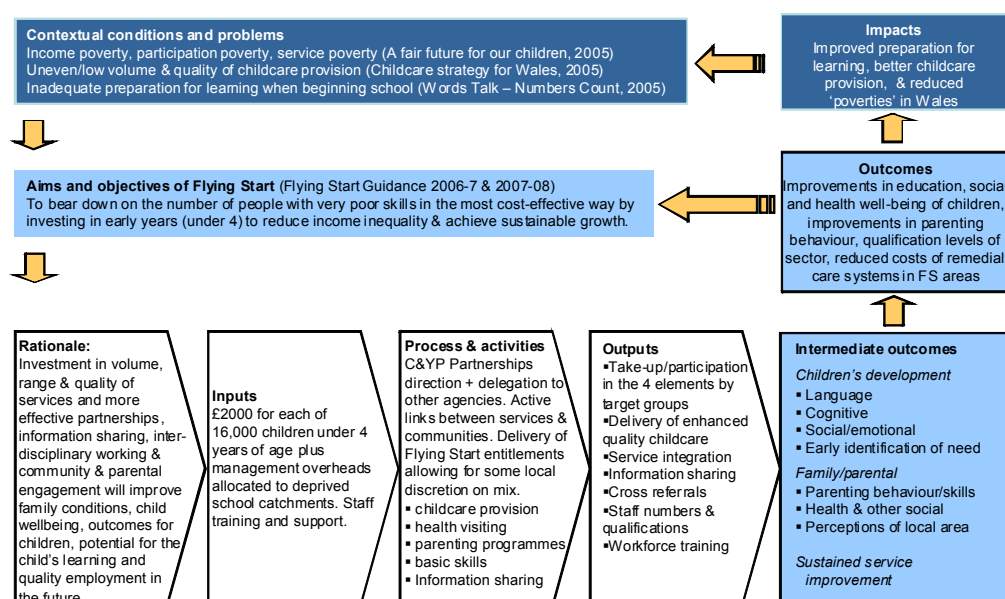 Contextual conditions and problems
Income poverty, participation poverty, service poverty (A fair future for our children, 2005)
Uneven/low volume & quality of childcare provision (Childcare strategy for Wales, 2005)
Inadequate preparation for learning when beginning school (Words Talk – Numbers Count, 2005)
Impacts
Improved preparation for
learning, better childcare
provision, & reduced
‘poverties’ in Wales
Aims and objectives of Flying Start (Flying Start Guidance 2006-7 & 2007-08)
To bear down on the number of people with very poor skills in the most cost-effective way by
investing in early years (under 4) to reduce income inequality & achieve sustainable growth.
Outcomes
Improvements in education, social
and health well-being of children,
improvements in parenting
behaviour, qualification levels of
sector, reduced costs of remedial
care systems in FS areas
Rationale:
Investment in volume,
range & quality of
services and more
effective partnerships,
information sharing, inter-
disciplinary working &
community & parental
engagement will improve
family conditions, child
wellbeing, outcomes for
children, potential for the
child’s learning and
quality employment in
the future
Inputs
£2000 for each of
16,000 children under 4
years of age plus
management overheads
allocated to deprived
school catchments. Staff
training and support.
Process & activities
C&YP Partnerships
direction + delegation to
other agencies. Active
links between services &
communities. Delivery of
Flying Start entitlements
allowing for some local
discretion on mix.
▪ childcare provision
▪ health visiting
▪ parenting programmes
▪ basic skills
▪ Information sharing
Outputs
▪Take-up/participation
in the 4 elements by
target groups
▪Delivery of enhanced
quality childcare
▪Service integration
▪Information sharing
▪Cross referrals
▪Staff numbers &
qualifications
▪Workforce training
Intermediate outcomes
Children’s development
▪ Language
▪ Cognitive
▪ Social/emotional
▪ Early identification of need
Family/parental
▪ Parenting behaviour/skills
▪ Health & other social
▪ Perceptions of local area
Sustained service
improvement